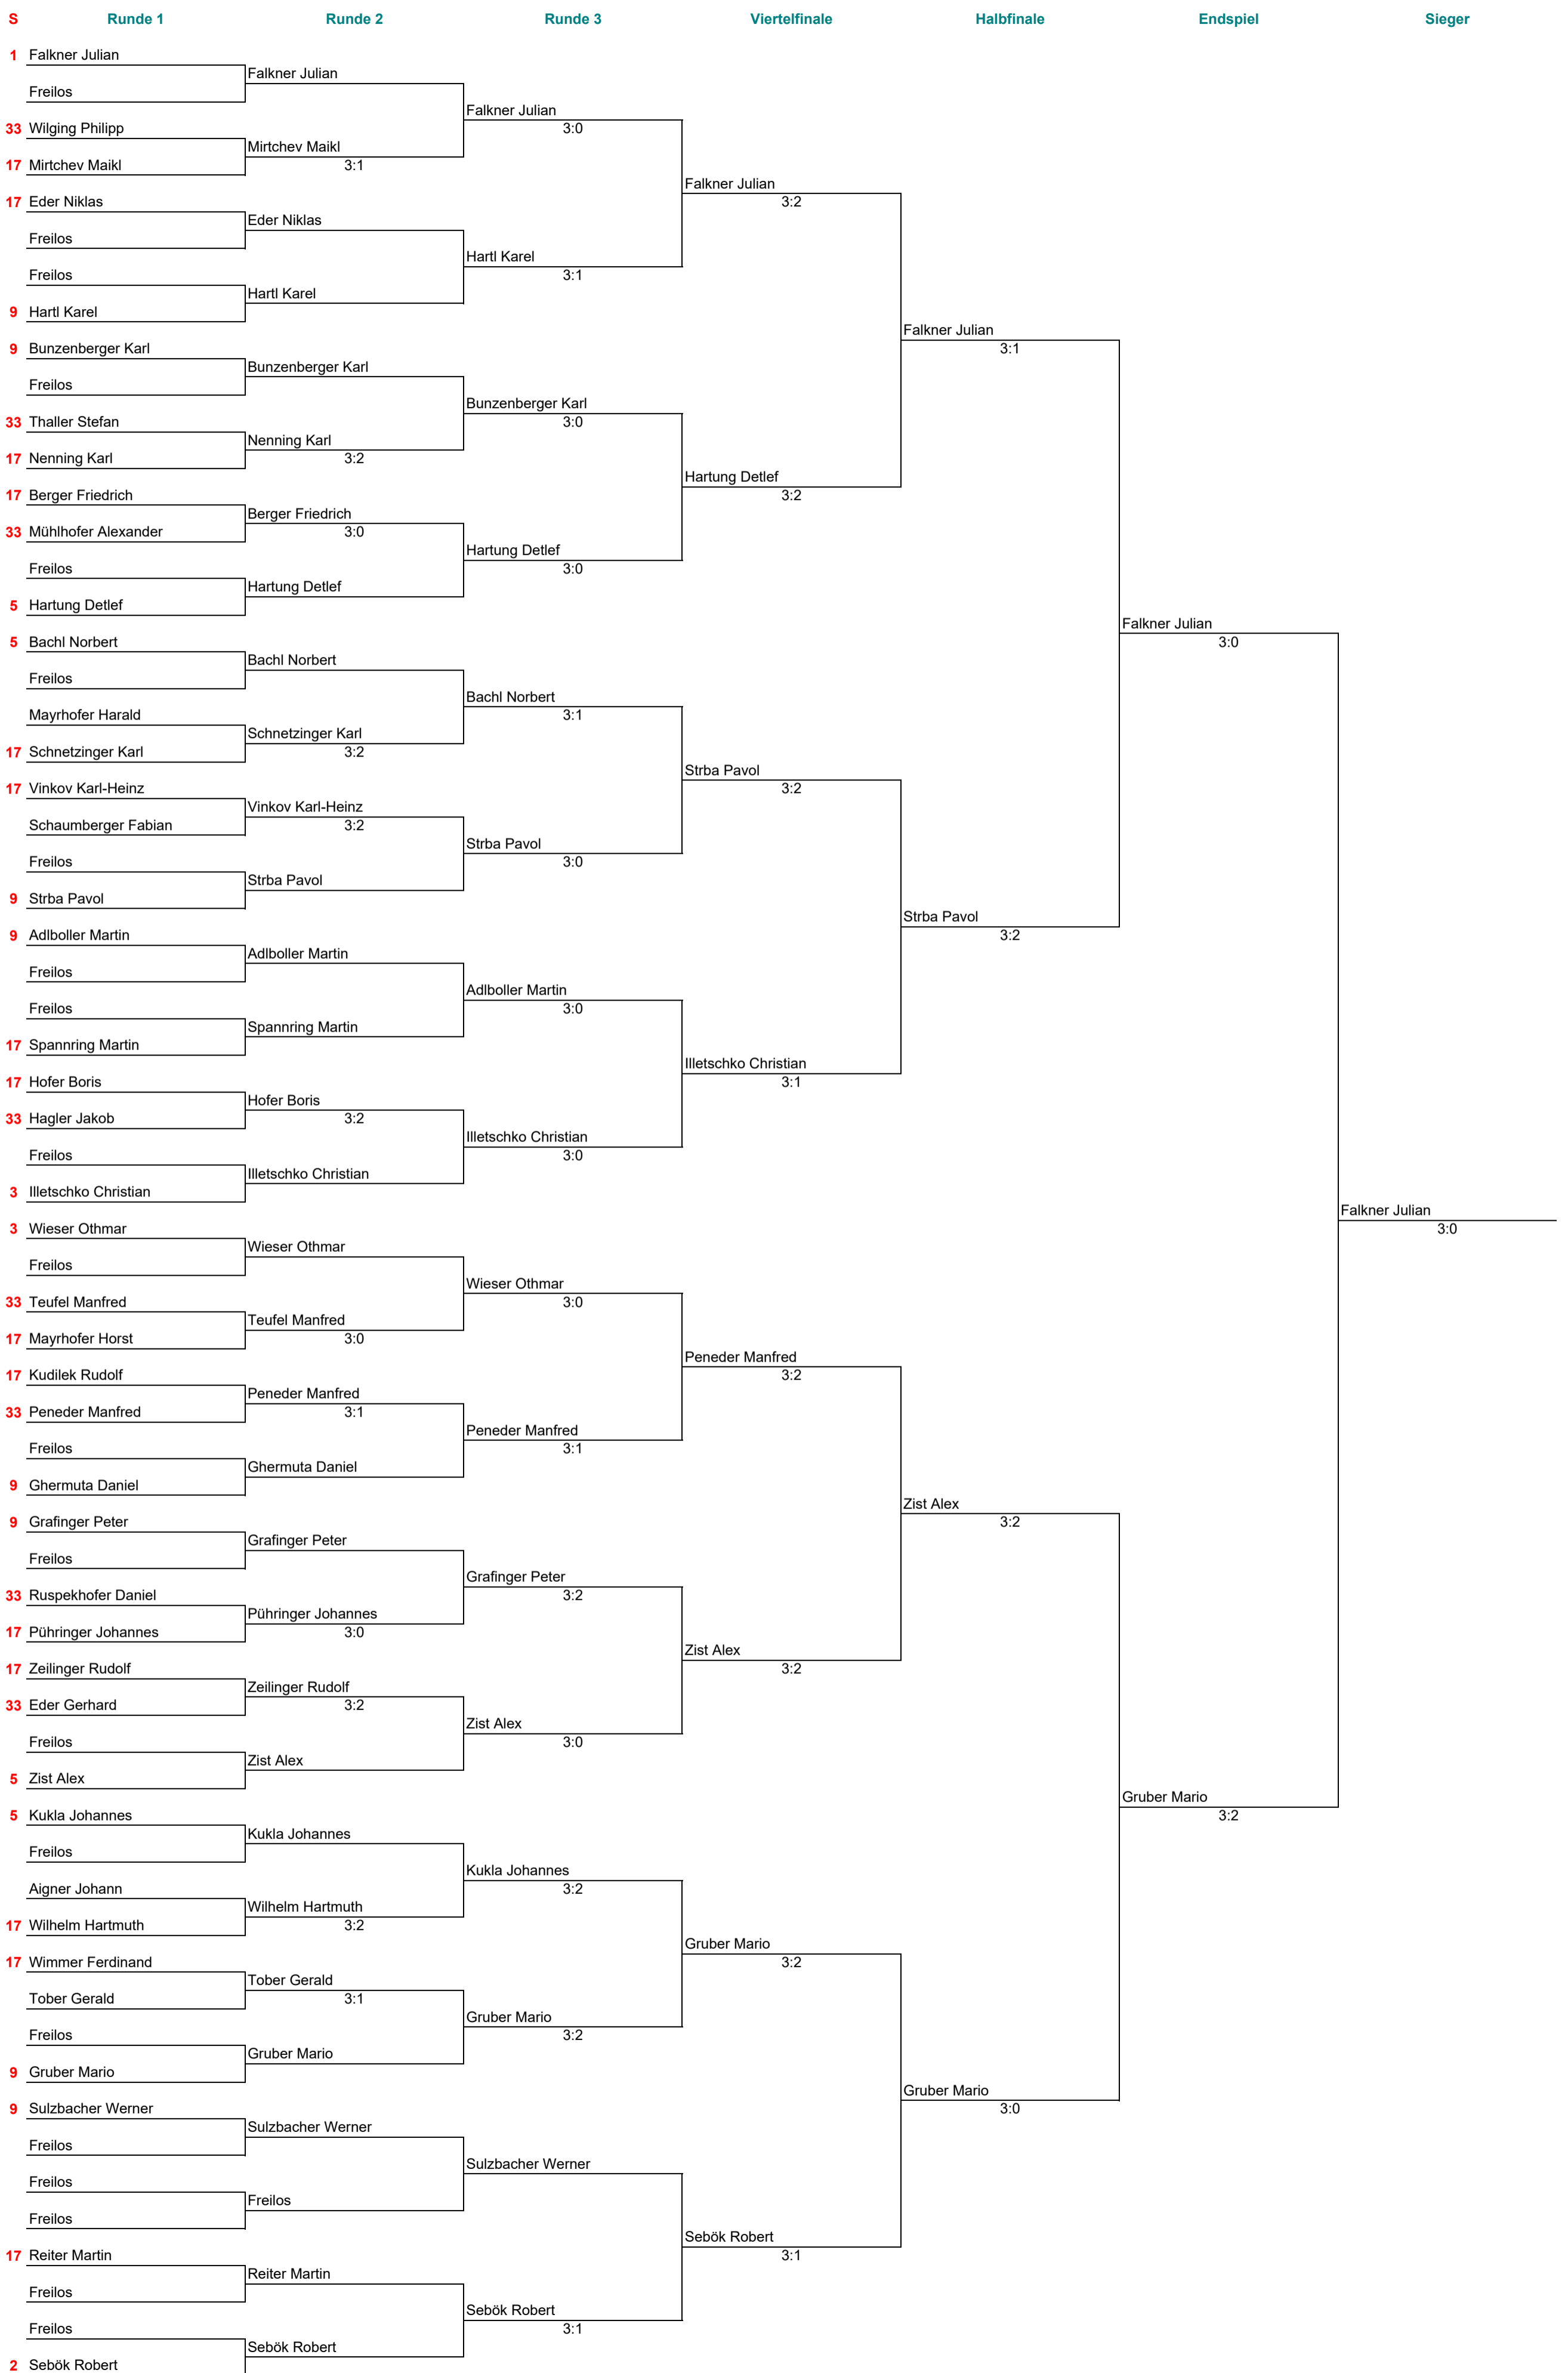 S Runde 1 Runde 2 Runde 3 Viertelfinale Halbfinale Endspiel Sieger
1 Falkner Julian
Falkner Julian
Freilos
Falkner Julian
33 Wilging Philipp 3:0
Mirtchev Maikl
17 Mirtchev Maikl 3:1
Falkner Julian
17 Eder Niklas 3:2
Eder Niklas
Freilos
Hartl Karel
Freilos 3:1
Hartl Karel
9 Hartl Karel
Falkner Julian
9 Bunzenberger Karl 3:1
Bunzenberger Karl
Freilos
Bunzenberger Karl
33 Thaller Stefan 3:0
Nenning Karl
17 Nenning Karl 3:2
Hartung Detlef
17 Berger Friedrich 3:2
Berger Friedrich
33 Mühlhofer Alexander 3:0
Hartung Detlef
Freilos 3:0
Hartung Detlef
5 Hartung Detlef
Falkner Julian
5 Bachl Norbert 3:0
Bachl Norbert
Freilos
Bachl Norbert
Mayrhofer Harald 3:1
Schnetzinger Karl
17 Schnetzinger Karl 3:2
Strba Pavol
17 Vinkov Karl-Heinz 3:2
Vinkov Karl-Heinz
Schaumberger Fabian 3:2
Strba Pavol
Freilos 3:0
Strba Pavol
9 Strba Pavol
Strba Pavol
9 Adlboller Martin 3:2
Adlboller Martin
Freilos
Adlboller Martin
Freilos 3:0
Spannring Martin
17 Spannring Martin
Illetschko Christian
17 Hofer Boris 3:1
Hofer Boris
33 Hagler Jakob 3:2
Illetschko Christian
Freilos 3:0
Illetschko Christian
3 Illetschko Christian
Falkner Julian
3 Wieser Othmar 3:0
Wieser Othmar
Freilos
Wieser Othmar
33 Teufel Manfred 3:0
Teufel Manfred
17 Mayrhofer Horst 3:0
Peneder Manfred
17 Kudilek Rudolf 3:2
Peneder Manfred
33 Peneder Manfred 3:1
Peneder Manfred
Freilos 3:1
Ghermuta Daniel
9 Ghermuta Daniel
Zist Alex
9 Grafinger Peter 3:2
Grafinger Peter
Freilos
Grafinger Peter
33 Ruspekhofer Daniel 3:2
Pühringer Johannes
17 Pühringer Johannes 3:0
Zist Alex
17 Zeilinger Rudolf 3:2
Zeilinger Rudolf
33 Eder Gerhard 3:2
Zist Alex
Freilos 3:0
Zist Alex
5 Zist Alex
Gruber Mario
5 Kukla Johannes 3:2
Kukla Johannes
Freilos
Kukla Johannes
Aigner Johann 3:2
Wilhelm Hartmuth
17 Wilhelm Hartmuth 3:2
Gruber Mario
17 Wimmer Ferdinand 3:2
Tober Gerald
Tober Gerald 3:1
Gruber Mario
Freilos 3:2
Gruber Mario
9 Gruber Mario
Gruber Mario
9 Sulzbacher Werner 3:0
Sulzbacher Werner
Freilos
Sulzbacher Werner
Freilos
Freilos
Freilos
Sebök Robert
17 Reiter Martin 3:1
Reiter Martin
Freilos
Sebök Robert
Freilos 3:1
Sebök Robert
2 Sebök Robert